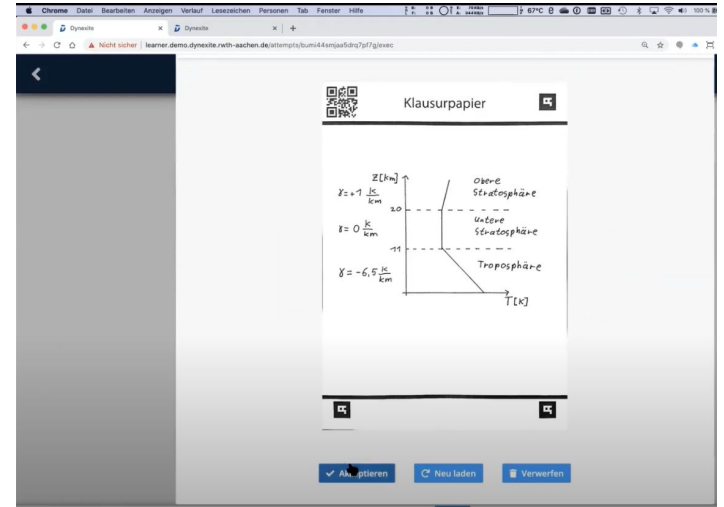 Chrome Datei Bearbeiten Anzeigen Verlauf Lesezeichen Personen Tab Fenster Hilfe 67°C 100 %
Dynexite Dynexite
Nicht sicher | learner.demo.dynexite.rwth-aachen.de/attempts/bumi44smjaa5drq7pf7g/exec
Klausurpapier
z[km]
γ=+1 K/km
Obere
Stratosphäre
20
γ= 0 K/km
Untere
Stratosphäre
11
γ= -6,5 K/km
Troposphäre
T[K]
Neu laden
Verwerfen